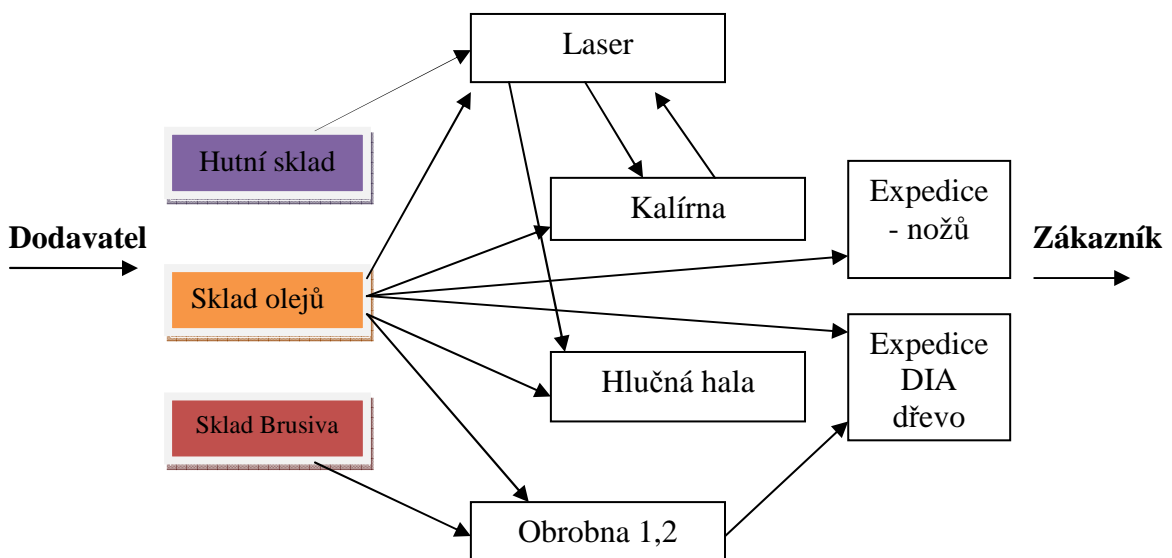 Laser
Hutní sklad
Kalírna
Expedice
- nožů
Dodavatel
Zákazník
Sklad olejů
Expedice
DIA
dřevo
Hlučná hala
Sklad Brusiva
Obrobna 1,2